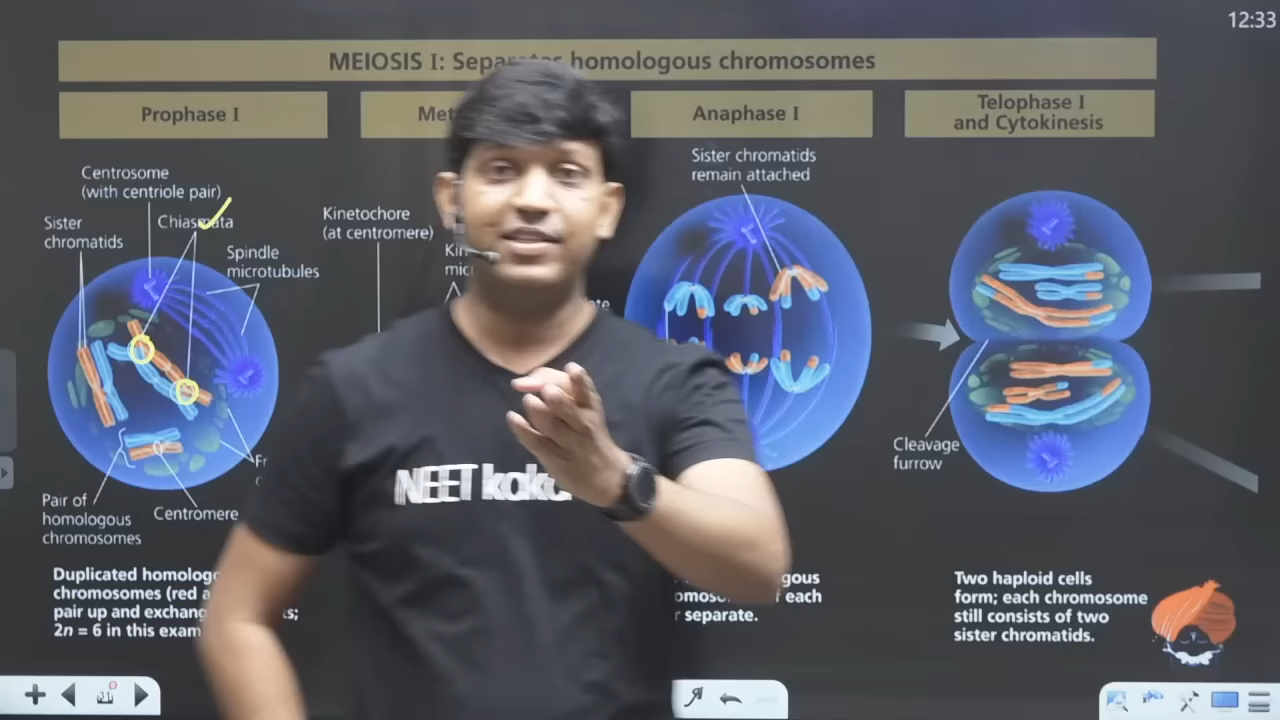 12:33
MEIOSIS I: Separates homologous chromosomes
Prophase I
Met
Anaphase I
Telophase I
and Cytokinesis
Centrosome
(with centriole pair)
Chiasmata
Sister
chromatids
Spindle
microtubules
Pair of
homologous
chromosomes
Centromere
Duplicated homolog
chromosomes (red a
pair up and exchang
2n = 6 in this exam
Kinetochore
(at centromere)
Sister chromatids
remain attached
r separate.
each
Cleavage
furrow
Two haploid cells
form; each chromosome
still consists of two
sister chromatids.
NEET kaka